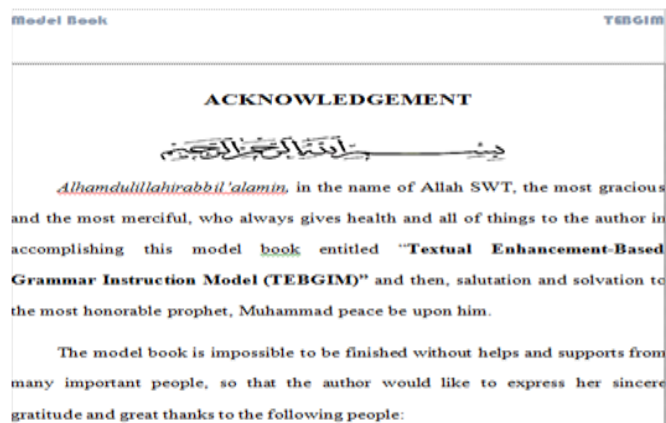 Model Book TEBGIM
ACKNOWLEDGEMENT
بسم الله الرحمن الرحيم
Alhamdulillahirabbil'alamin, in the name of Allah SWT, the most gracious
and the most merciful, who always gives health and all of things to the author in
accomplishing this model book entitled “Textual Enhancement-Based
Grammar Instruction Model (TEBGIM)” and then, salutation and solvation to
the most honorable prophet, Muhammad peace be upon him.
The model book is impossible to be finished without helps and supports from
many important people, so that the author would like to express her sincere
gratitude and great thanks to the following people: